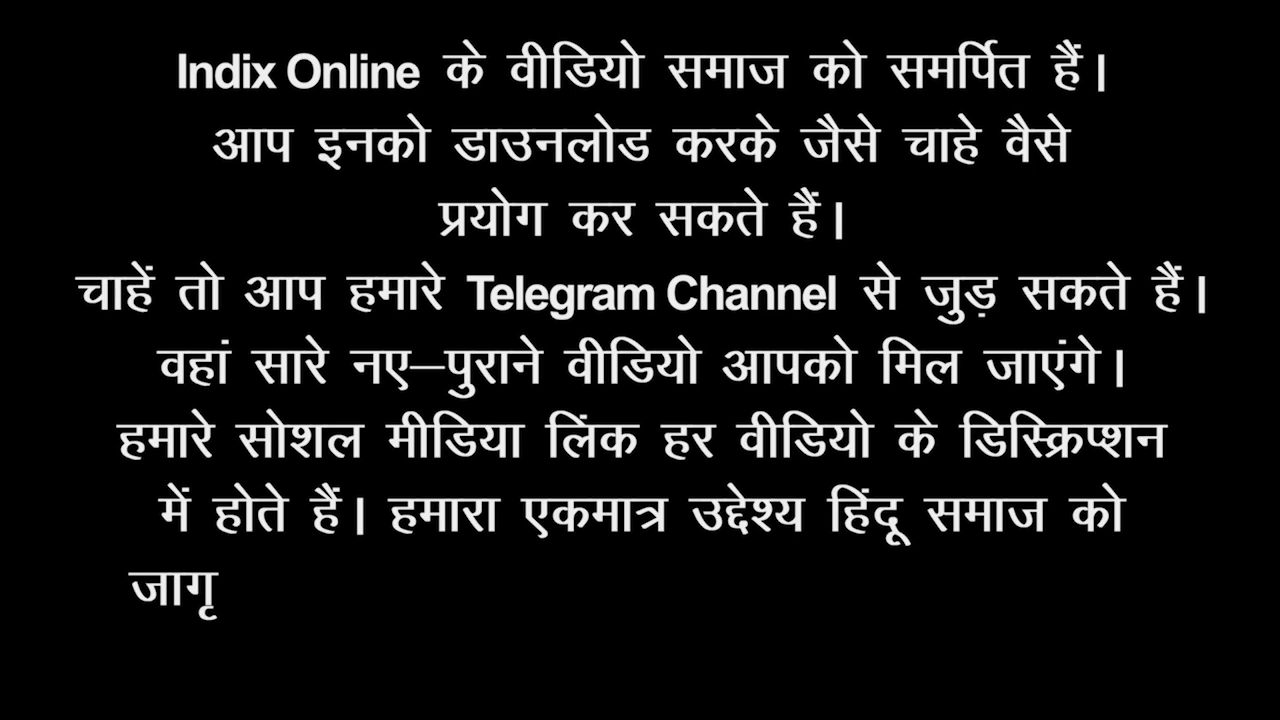 Indix Online के वीडियो समाज को समर्पित हैं।
आप इनको डाउनलोड करके जैसे चाहे वैसे
प्रयोग कर सकते हैं।
चाहें तो आप हमारे Telegram Channel से जुड़ सकते हैं।
वहां सारे नए–पुराने वीडियो आपको मिल जाएंगे।
हमारे सोशल मीडिया लिंक हर वीडियो के डिस्क्रिप्शन
में होते हैं। हमारा एकमात्र उद्देश्य हिंदू समाज को
जागृ